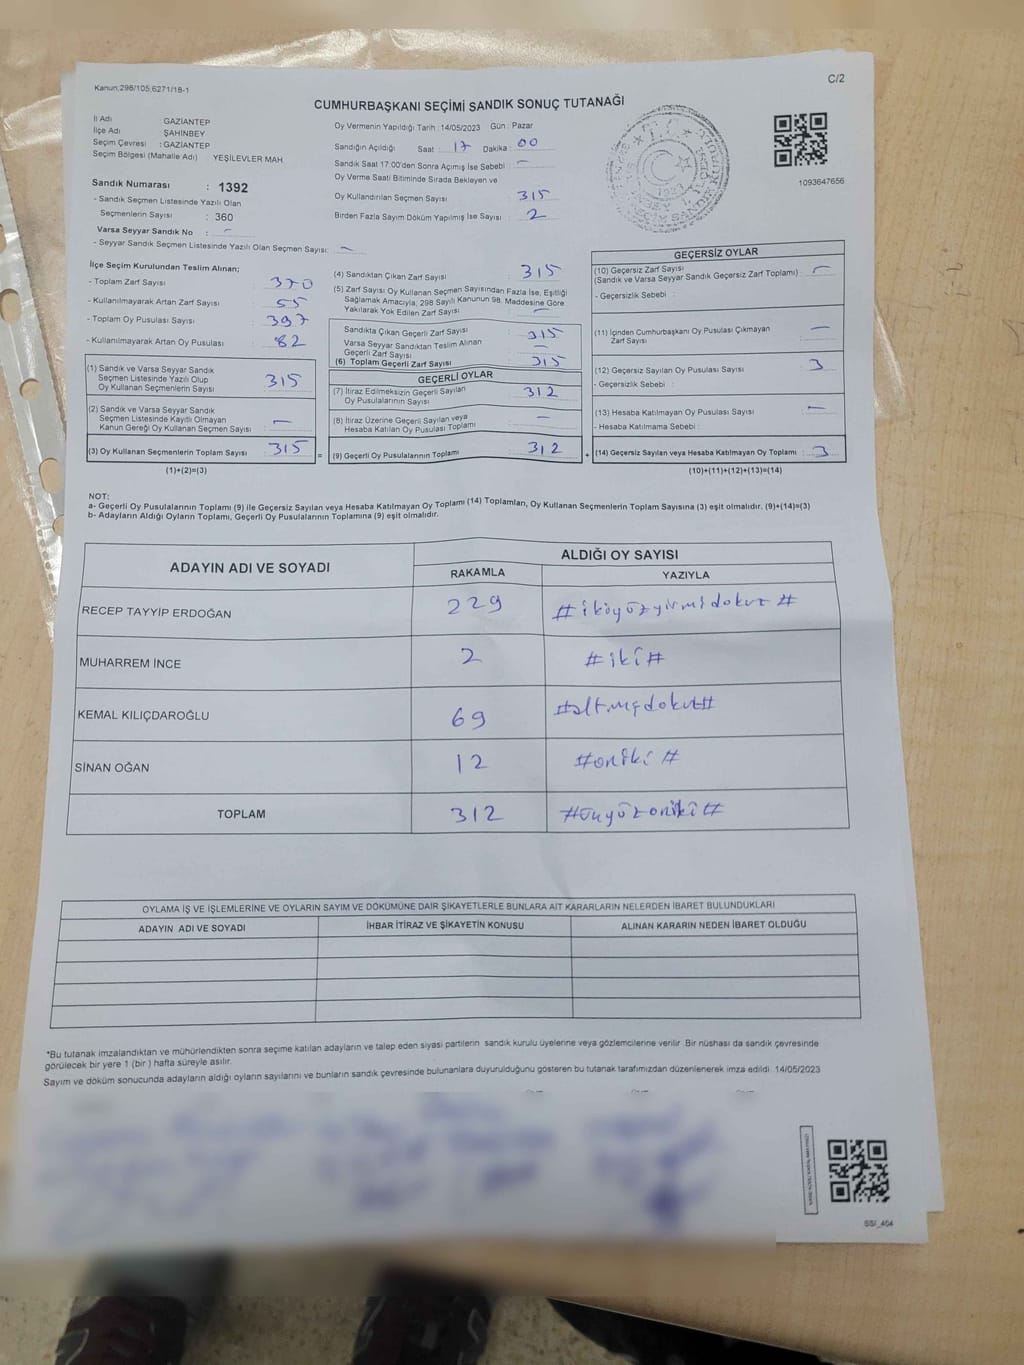 Kanun,298/105,6271/18-1
C/2
CUMHURBAŞKANI SEÇİMİ SANDIK SONUÇ TUTANAĞI
İl Adı GAZİANTEP
İlçe Adı ŞAHİNBEY
Seçim Çevresi : GAZİANTEP
Seçim Bölgesi (Mahalle Adı) YEŞİLEVLER MAH.
Sandık Numarası : 1392
- Sandık Seçmen Listesinde Yazılı Olan
Seçmenlerin Sayısı : 360
Varsa Seyyar Sandık No : -
- Seyyar Sandık Seçmen Listesinde Yazılı Olan Seçmen Sayısı: -
Oy Vermenin Yapıldığı Tarih :14/05/2023 Gün : Pazar
Sandığın Açıldığı Saat : 17 Dakika : 00
Sandık Saat 17:00'den Sonra Açımış İse Sebebi : -
Oy Verme Saati Bitiminde Sırada Bekleyen ve
Oy Kullandırılan Seçmen Sayısı : 315
Birden Fazla Sayım Döküm Yapılmış İse Sayısı : 2
1093647656
İlçe Seçim Kurulundan Teslim Alınan;
- Toplam Zarf Sayısı : 370
- Kullanılmayarak Artan Zarf Sayısı : 55
- Toplam Oy Pusulası Sayısı : 397
- Kullanılmayarak Artan Oy Pusulası : 82
(1) Sandık ve Varsa Seyyar Sandık
Seçmen Listesinde Yazılı Olup
Oy Kullanan Seçmenlerin Sayısı : 315
(2) Sandık ve Varsa Seyyar Sandık
Seçmen Listesinde Kayıtlı Olmayan
Kanun Gereği Oy Kullanan Seçmen Sayısı : -
(3) Oy Kullanan Seçmenlerin Toplam Sayısı : 315
(1)+(2)=(3)
=
(4) Sandıktan Çıkan Zarf Sayısı : 315
(5) Zarf Sayısı Oy Kullanan Seçmen Sayısından Fazla İse, Eşitliği
Sağlamak Amacıyla, 298 Sayılı Kanunun 98. Maddesine Göre
Yakılarak Yok Edilen Zarf Sayısı : -
Sandıkta Çıkan Geçerli Zarf Sayısı : 315
Varsa Seyyar Sandıktan Teslim Alınan
Geçerli Zarf Sayısı : -
(6) Toplam Geçerli Zarf Sayısı : 315
GEÇERLİ OYLAR
(7) İtiraz Edilmeksizin Geçerli Sayılan
Oy Pusulalarının Sayısı : 312
(8) İtiraz Üzerine Geçerli Sayılan veya
Hesaba Katılan Oy Pusulası Toplamı : -
(9) Geçerli Oy Pusulalarının Toplamı : 312
+
GEÇERSİZ OYLAR
(10) Geçersiz Zarf Sayısı
(Sandık ve Varsa Seyyar Sandık Geçersiz Zarf Toplamı) : -
- Geçersizlik Sebebi :
(11) İçinden Cumhurbaşkanı Oy Pusulası Çıkmayan
Zarf Sayısı : -
(12) Geçersiz Sayılan Oy Pusulası Sayısı : 3
- Geçersizlik Sebebi :
(13) Hesaba Katılmayan Oy Pusulası Sayısı : -
- Hesaba Katılmama Sebebi :
(14) Geçersiz Sayılan veya Hesaba Katılmayan Oy Toplamı : 3
(10)+(11)+(12)+(13)=(14)
NOT:
a- Geçerli Oy Pusulalarının Toplamı (9) ile Geçersiz Sayılan veya Hesaba Katılmayan Oy Toplamı (14) Toplamları, Oy Kullanan Seçmenlerin Toplam Sayısına (3) eşit olmalıdır. (9)+(14)=(3)
b- Adayların Aldığı Oyların Toplamı, Geçerli Oy Pusulalarının Toplamına (9) eşit olmalıdır.
ADAYIN ADI VE SOYADI ALDIĞI OY SAYISI
RAKAMLA YAZIYLA
RECEP TAYYİP ERDOĞAN 229 #ikiyüzyirmidokuz#
MUHARREM İNCE 2 #iki#
KEMAL KILIÇDAROĞLU 69 #altmışdokuz#
SİNAN OĞAN 12 #oniki#
TOPLAM 312 #üçyüzoniki#
OYLAMA İŞ VE İŞLEMLERİNE VE OYLARIN SAYIM VE DÖKÜMÜNE DAİR ŞİKAYETLERLE BUNLARA AİT KARARLARIN NELERDEN İBARET BULUNDUKLARI
ADAYIN ADI VE SOYADI İHBAR İTİRAZ VE ŞİKAYETİN KONUSU ALINAN KARARIN NEDEN İBARET OLDUĞU
*Bu tutanak imzalandıktan ve mühürlendikten sonra seçime katılan adayların ve talep eden siyasi partilerin sandık kurulu üyelerine veya gözlemcilerine verilir .Bir nüshası da sandık çevresinde
görülecek bir yere 1 (bir ) hafta süreyle asılır.
Sayım ve döküm sonucunda adayların aldığı oyların sayılarını ve bunların sandık çevresinde bulunanlara duyurulduğunu gösteren bu tutanak tarafımızdan düzenlenerek imza edildi. 14/05/2023
SSI_404